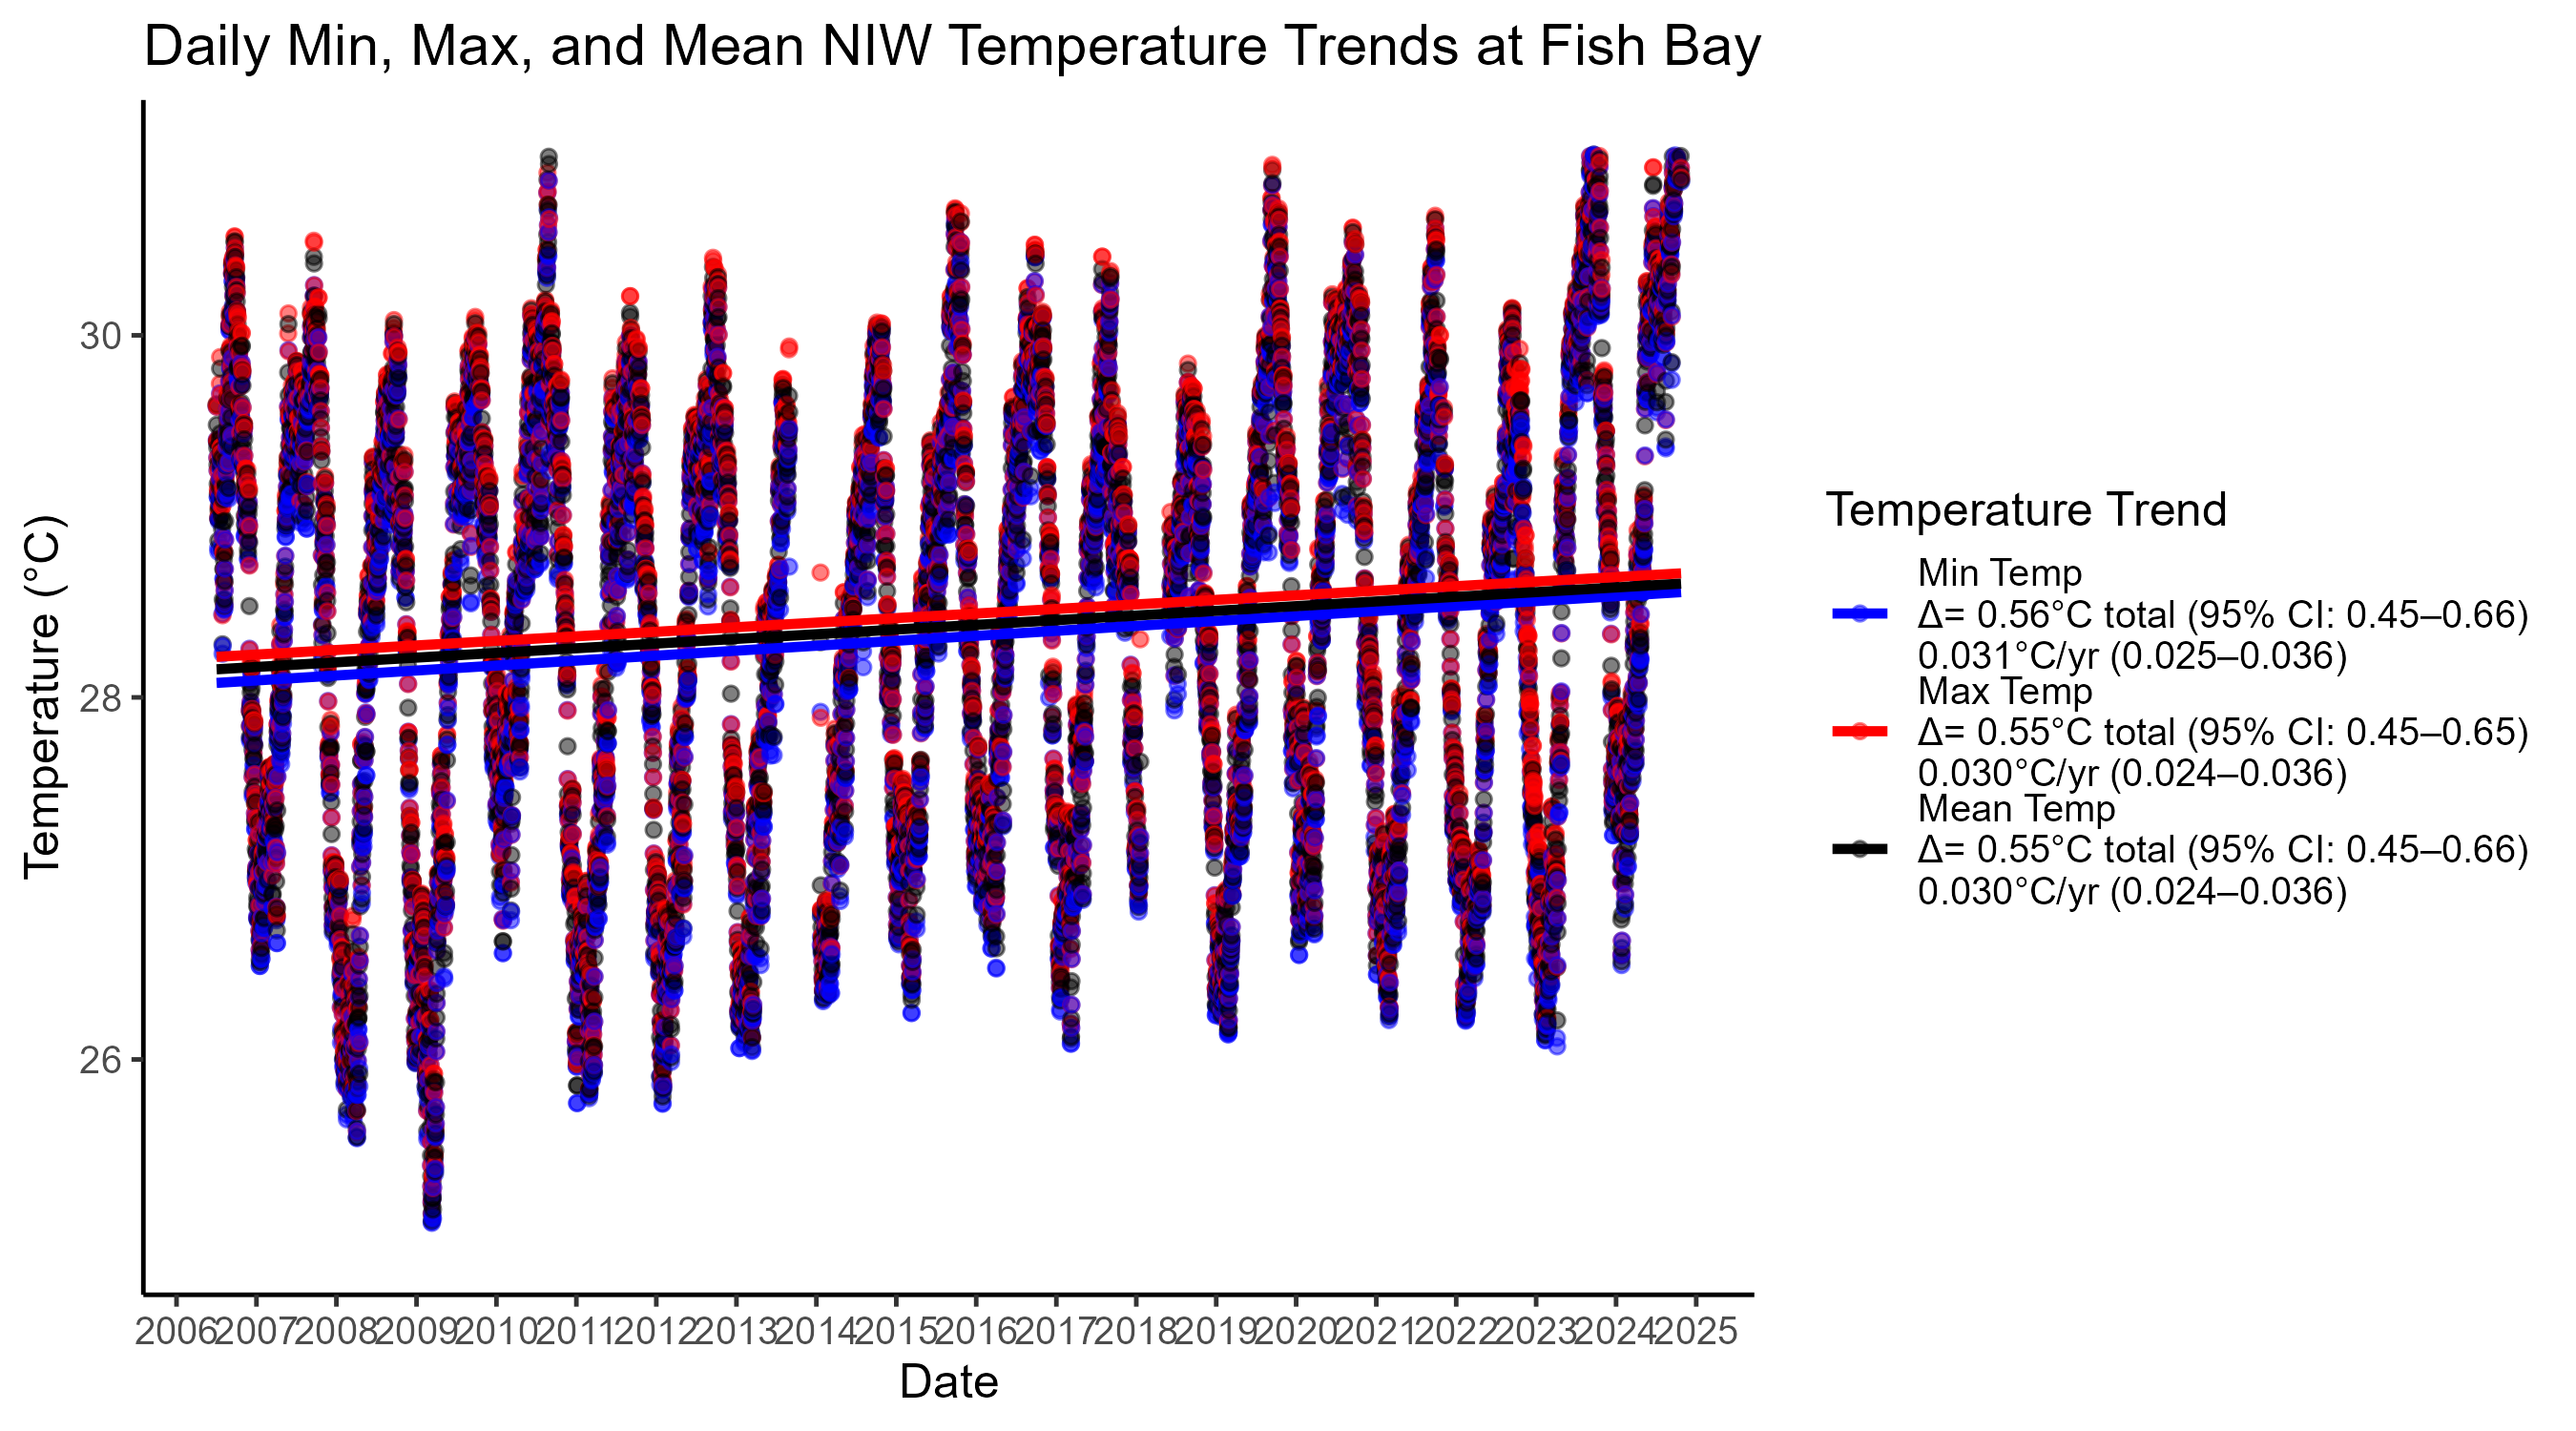 Daily Min, Max, and Mean NIW Temperature Trends at Fish Bay
Temperature (°C)
30
28
26
2006 2007 2008 2009 2010 2011 2012 2013 2014 2015 2016 2017 2018 2019 2020 2021 2022 2023 2024 2025
Date
Temperature Trend
Min Temp
Δ= 0.56°C total (95% CI: 0.45–0.66)
0.031°C/yr (0.025–0.036)
Max Temp
Δ= 0.55°C total (95% CI: 0.45–0.65)
0.030°C/yr (0.024–0.036)
Mean Temp
Δ= 0.55°C total (95% CI: 0.45–0.66)
0.030°C/yr (0.024–0.036)